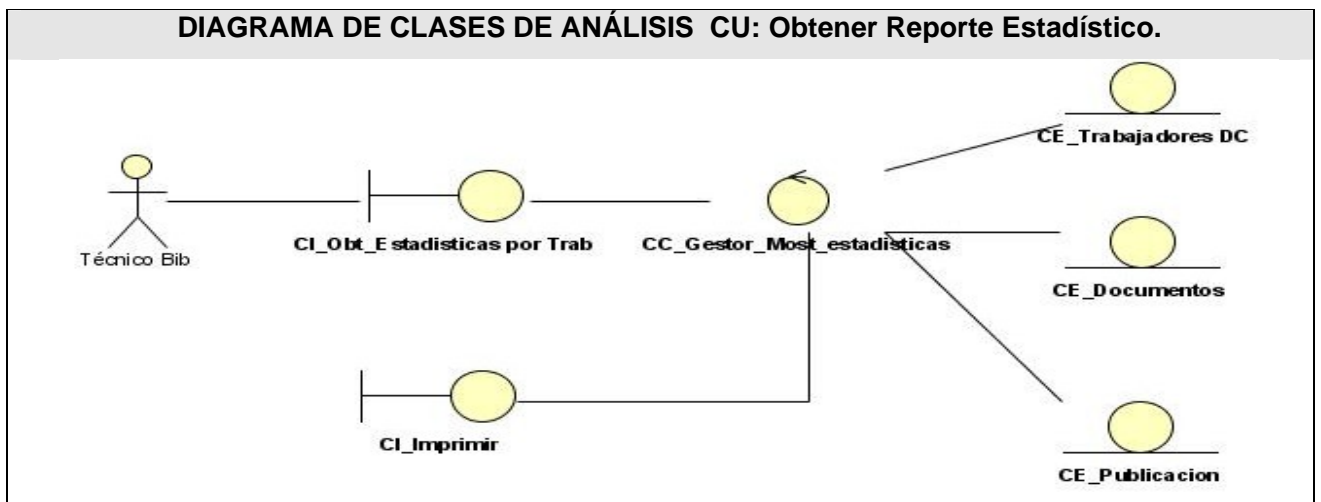 DIAGRAMA DE CLASES DE ANÁLISIS  CU: Obtener Reporte Estadístico.
CE_Trabajadores DC
Técnico Bib
CI_Obt_Estadisticas por Trab
CC_Gestor_Most_estadisticas
CE_Documentos
CI_Imprimir
CE_Publicacion